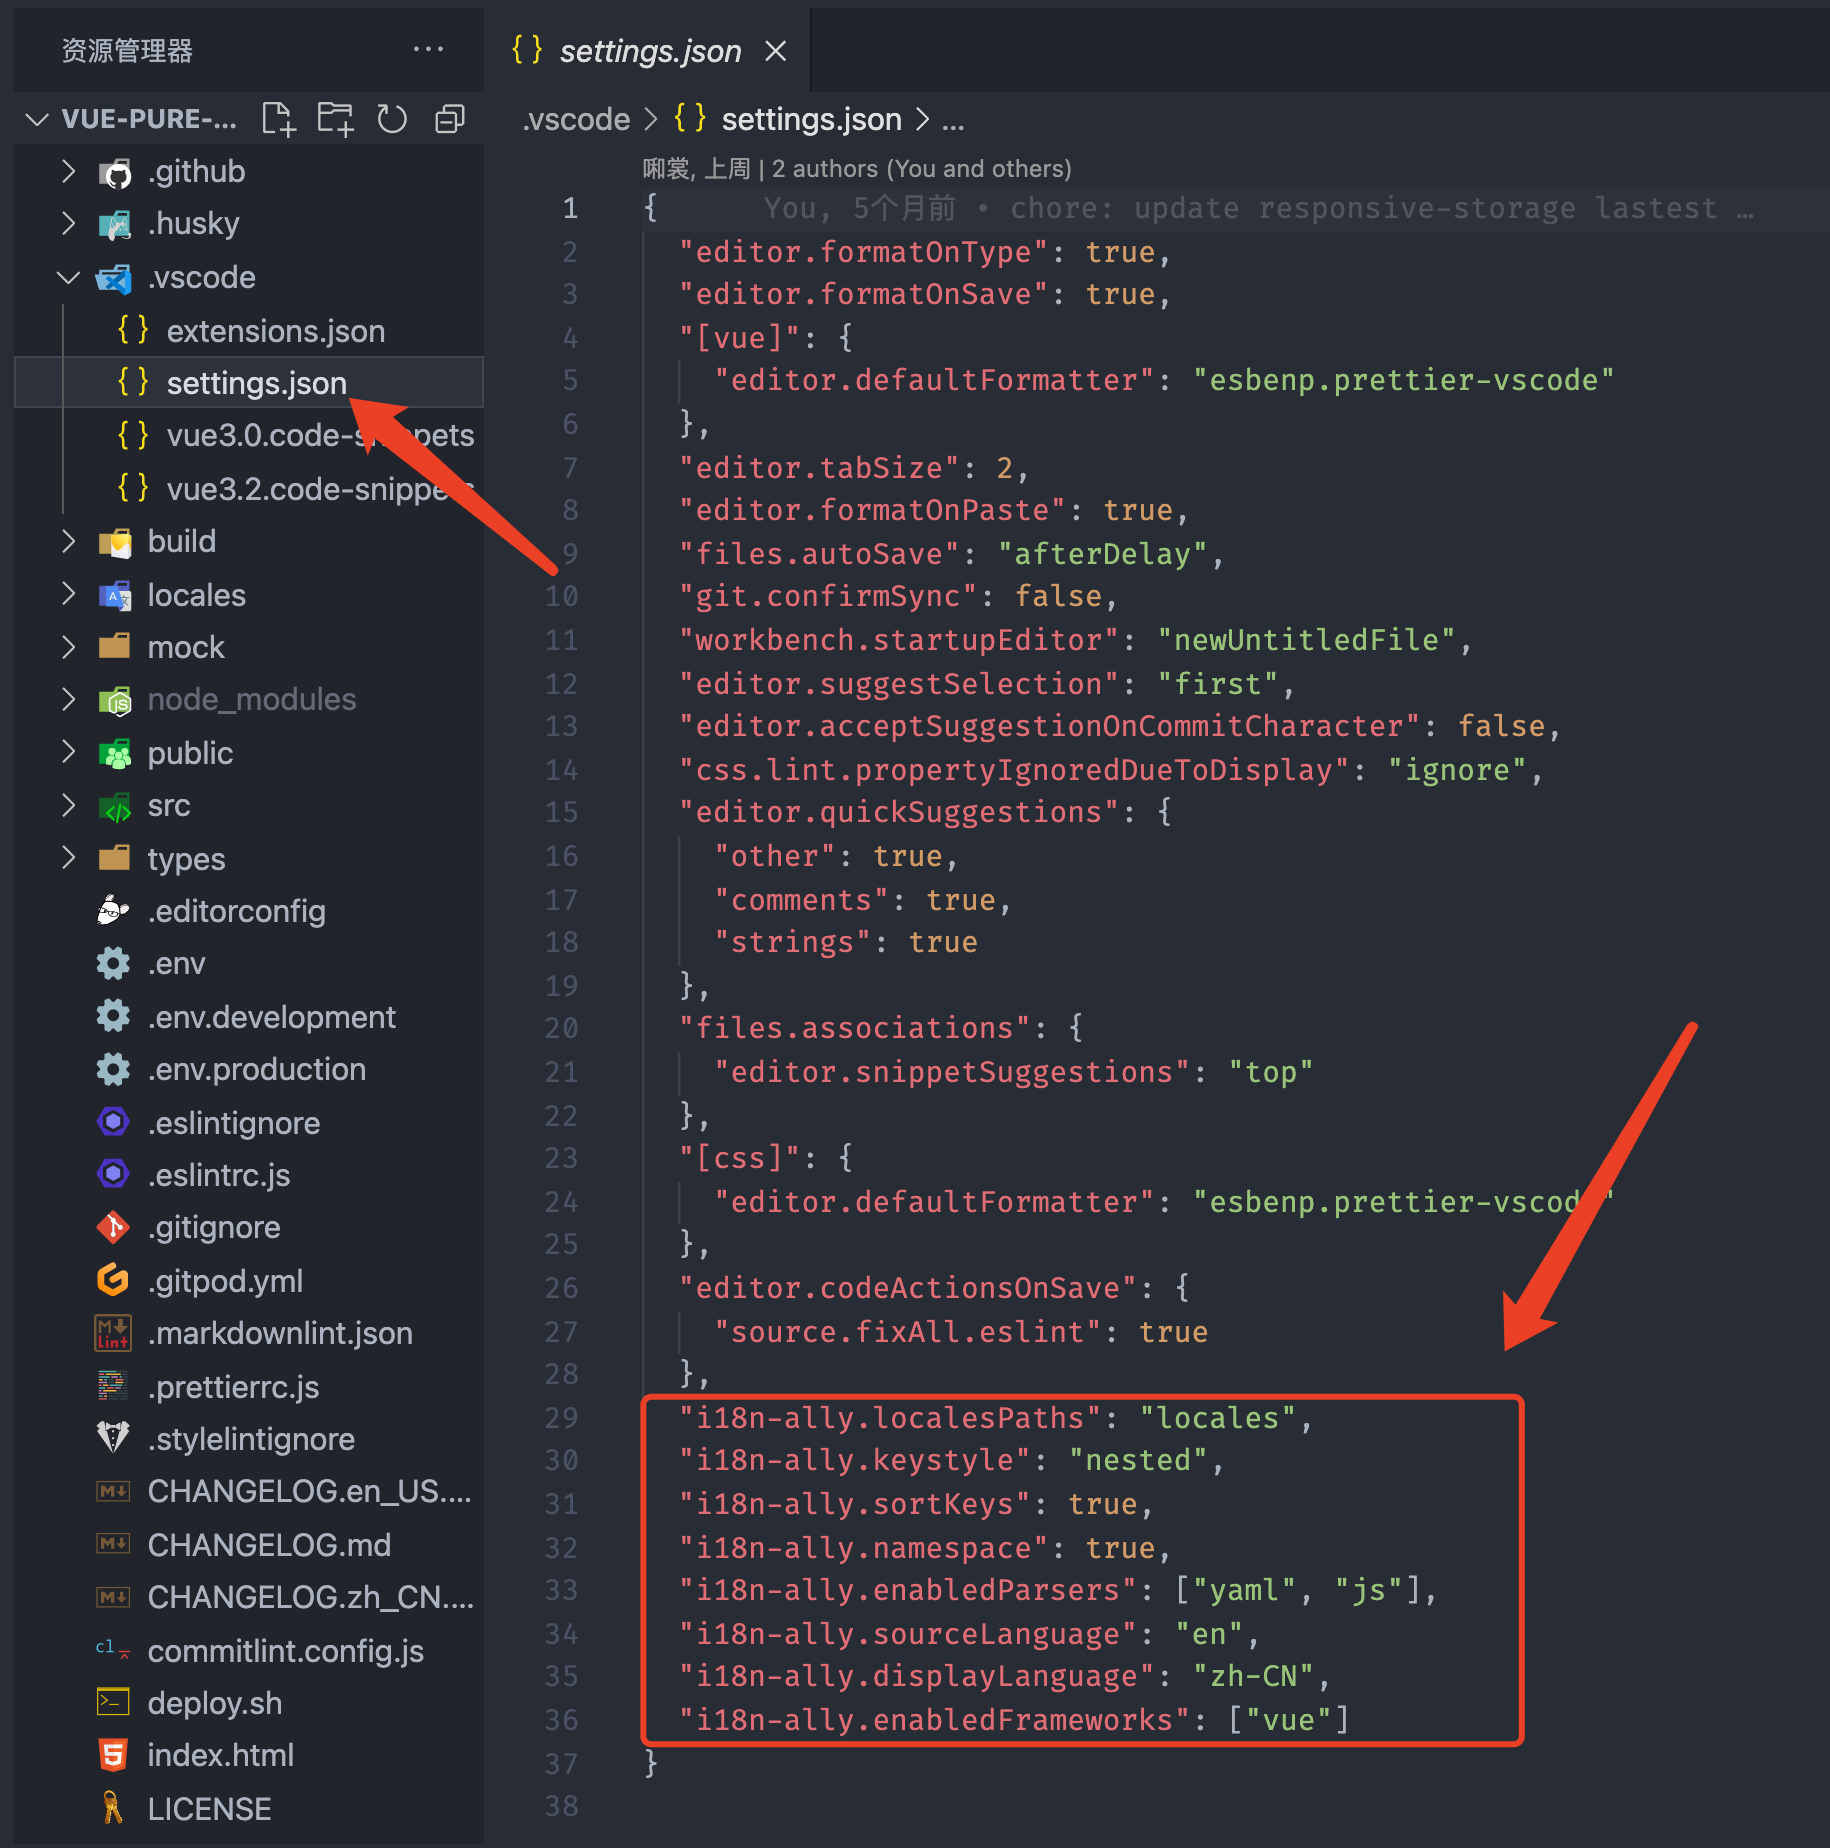 资源管理器
VUE-PURE-...
.github
.husky
.vscode
extensions.json
settings.json
vue3.0.code-snippets
vue3.2.code-snippets
build
locales
mock
node_modules
public
src
types
.editorconfig
.env
.env.development
.env.production
.eslintignore
.eslintrc.js
.gitignore
.gitpod.yml
.markdownlint.json
.prettierrc.js
.stylelintignore
CHANGELOG.en_US....
CHANGELOG.md
CHANGELOG.zh_CN....
commitlint.config.js
deploy.sh
index.html
LICENSE
{} settings.json
.vscode > {} settings.json > ...
啝裳, 上周 | 2 authors (You and others)
1 { You, 5个月前 • chore: update responsive-storage lastest …
2 "editor.formatOnType": true,
3 "editor.formatOnSave": true,
4 "[vue]": {
5 "editor.defaultFormatter": "esbenp.prettier-vscode"
6 },
7 "editor.tabSize": 2,
8 "editor.formatOnPaste": true,
9 "files.autoSave": "afterDelay",
10 "git.confirmSync": false,
11 "workbench.startupEditor": "newUntitledFile",
12 "editor.suggestSelection": "first",
13 "editor.acceptSuggestionOnCommitCharacter": false,
14 "css.lint.propertyIgnoredDueToDisplay": "ignore",
15 "editor.quickSuggestions": {
16 "other": true,
17 "comments": true,
18 "strings": true
19 },
20 "files.associations": {
21 "editor.snippetSuggestions": "top"
22 },
23 "[css]": {
24 "editor.defaultFormatter": "esbenp.prettier-vscode"
25 },
26 "editor.codeActionsOnSave": {
27 "source.fixAll.eslint": true
28 },
29 "i18n-ally.localesPaths": "locales",
30 "i18n-ally.keystyle": "nested",
31 "i18n-ally.sortKeys": true,
32 "i18n-ally.namespace": true,
33 "i18n-ally.enabledParsers": ["yaml", "js"],
34 "i18n-ally.sourceLanguage": "en",
35 "i18n-ally.displayLanguage": "zh-CN",
36 "i18n-ally.enabledFrameworks": ["vue"]
37 }
38